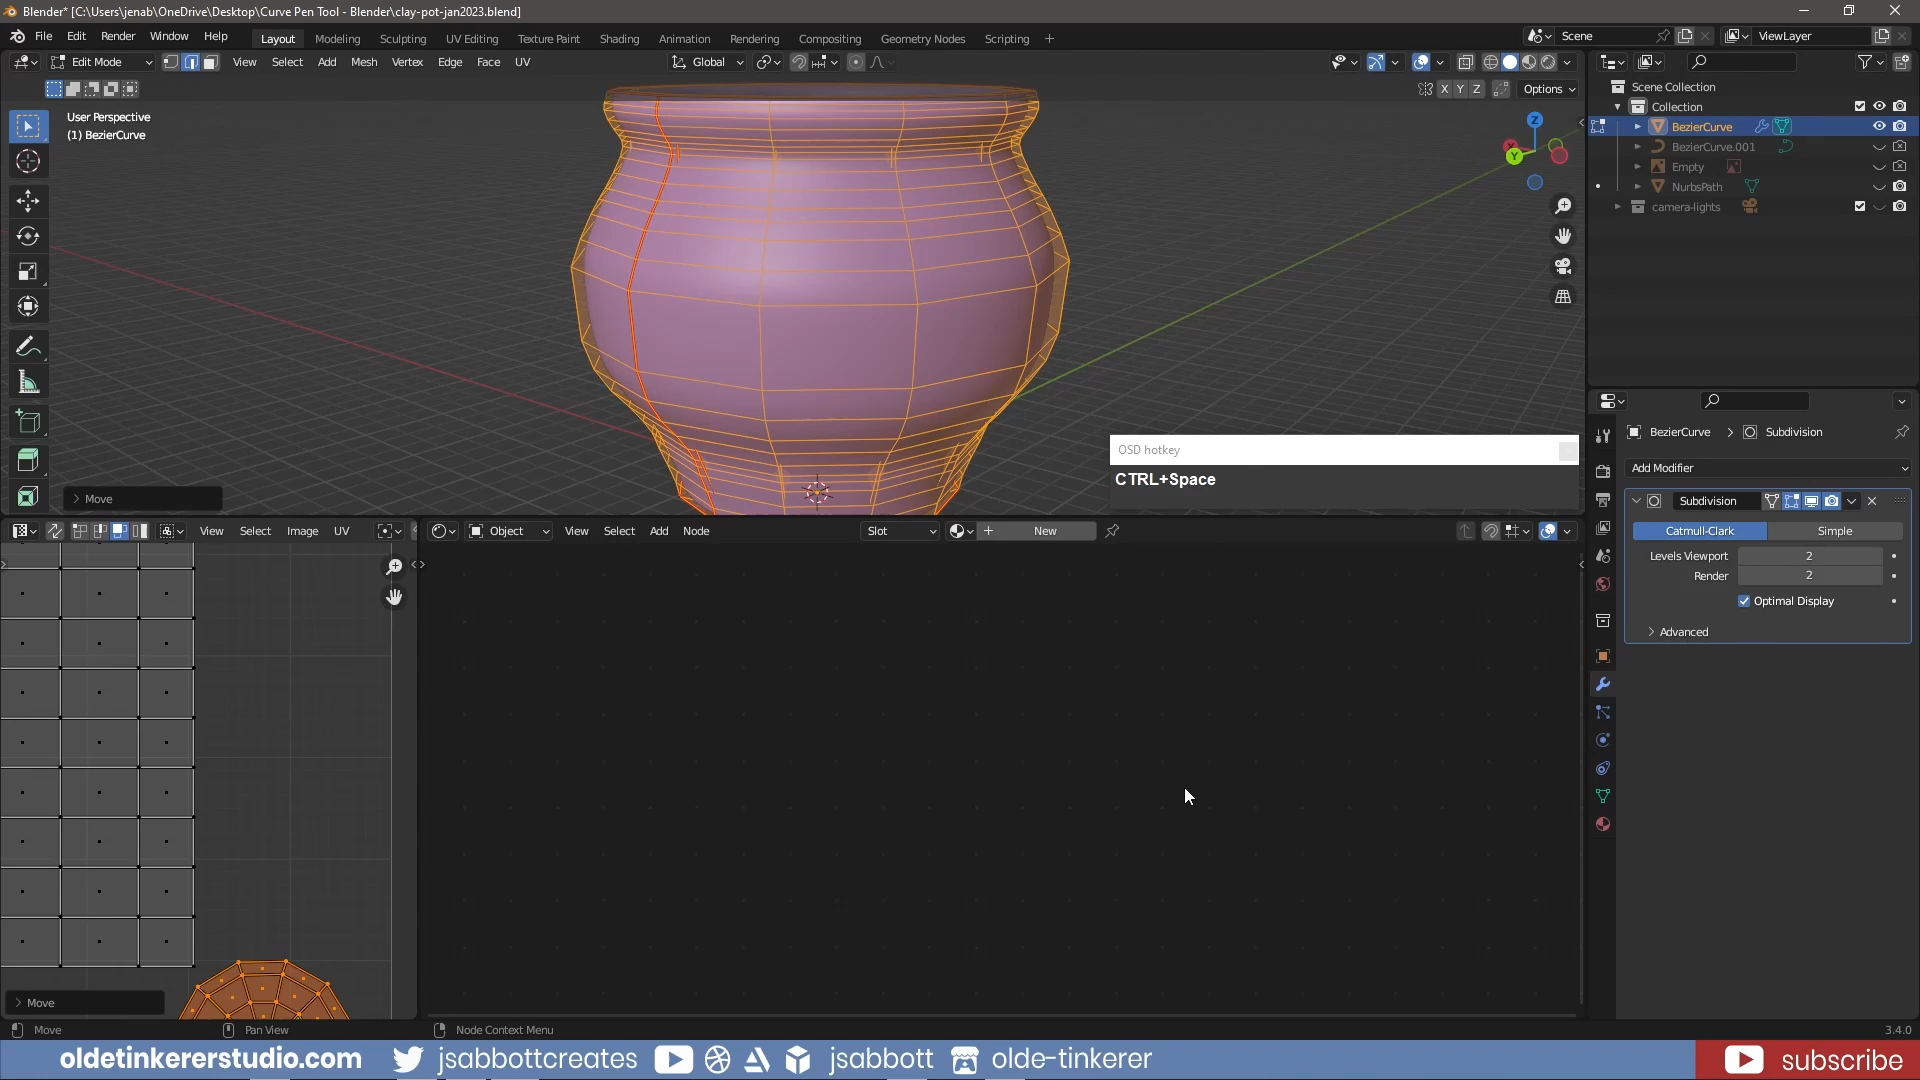 Blender* [C:\Users\jenab\OneDrive\Desktop\Curve Pen Tool - Blender\clay-pot-jan2023.blend]
File Edit Render Window Help Layout Modeling Sculpting UV Editing Texture Paint Shading Animation Rendering Compositing Geometry Nodes Scripting + Scene ViewLayer
Edit Mode View Select Add Mesh Vertex Edge Face UV Global
X Y Z Options
User Perspective
(1) BezierCurve
Z
Y
Scene Collection
Collection
BezierCurve
BezierCurve.001
Empty
NurbsPath
camera-lights
OSD hotkey
CTRL+Space
Move
BezierCurve > Subdivision
Add Modifier
Subdivision
Catmull-Clark Simple
Levels Viewport 2
Render 2
Optimal Display
Advanced
View Select Image UV
Object View Select Add Node Slot New
Move
Move Pan View Node Context Menu 3.4.0
oldetinkererstudio.com jsabbottcreates jsabbott olde-tinkerer subscribe